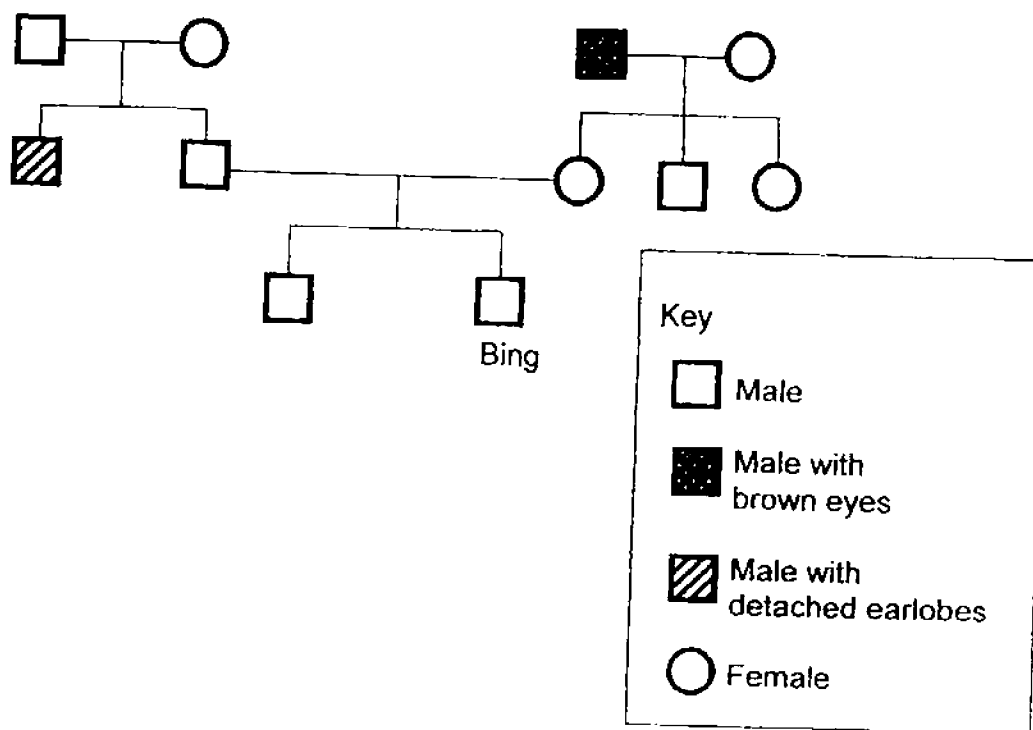 Bing
Key
Male
Male with
brown eyes
Male with
detached earlobes
Female